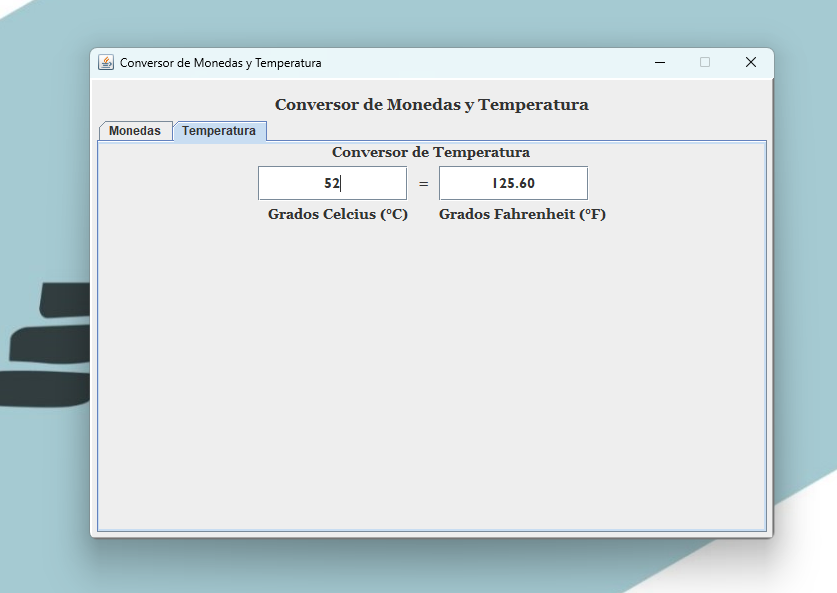 Conversor de Monedas y Temperatura
Conversor de Monedas y Temperatura
Monedas Temperatura
Conversor de Temperatura
52 = 125.60
Grados Celcius (°C) Grados Fahrenheit (°F)